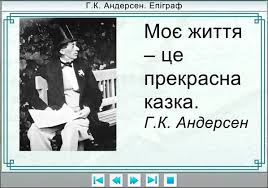 Г.К. Андерсен. Епіграф
Моє життя
– це
прекрасна
казка.
Г.К. Андерсен